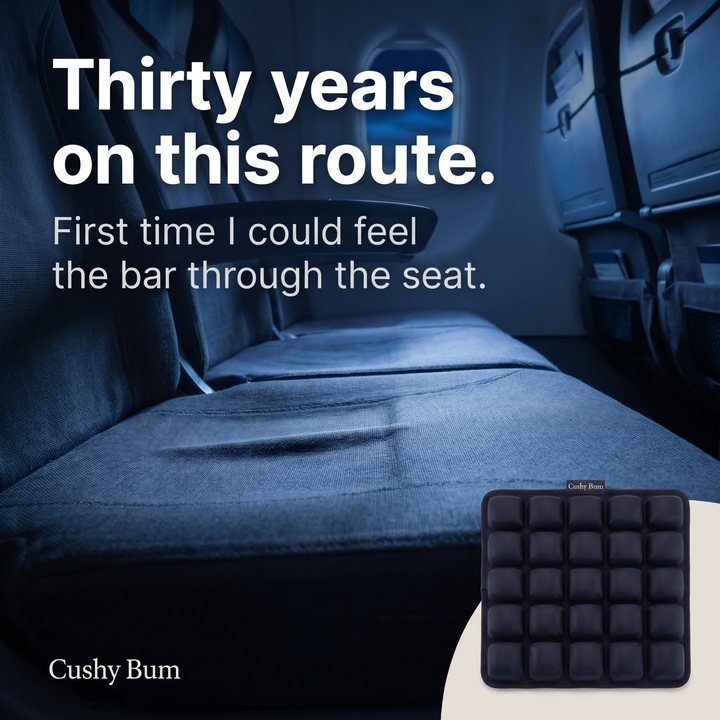 Thirty years
on this route.
First time I could feel
the bar through the seat.
Cushy Bum
Cushy Bum